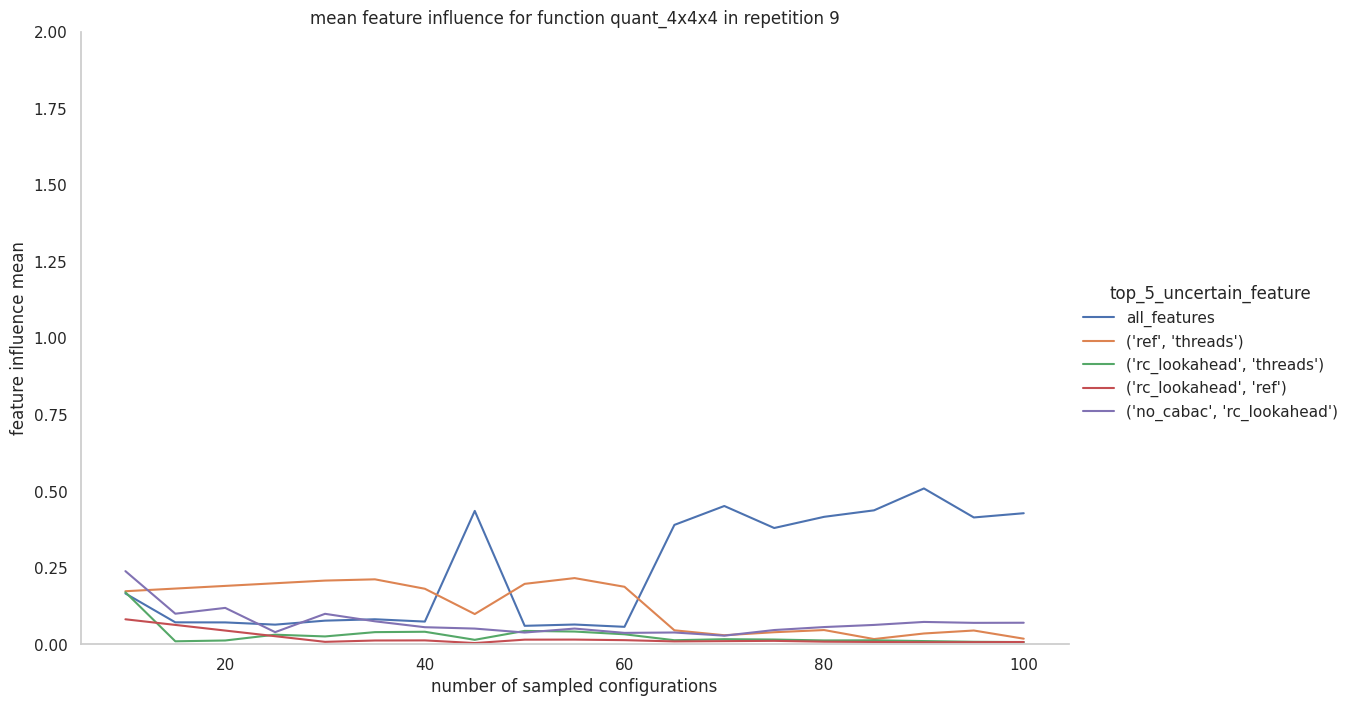 mean feature influence for function quant_4x4x4 in repetition 9
2.00
1.75
1.50
1.25
1.00
0.75
0.50
0.25
0.00
feature influence mean
20
40
60
80
100
number of sampled configurations
top_5_uncertain_feature
all_features
('ref', 'threads')
('rc_lookahead', 'threads')
('rc_lookahead', 'ref')
('no_cabac', 'rc_lookahead')